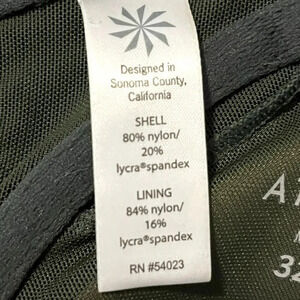 Designed in
Sonoma County,
California
SHELL
80% nylon/
20%
lycra®spandex
LINING
84% nylon/
16%
lycra®spandex
RN #54023